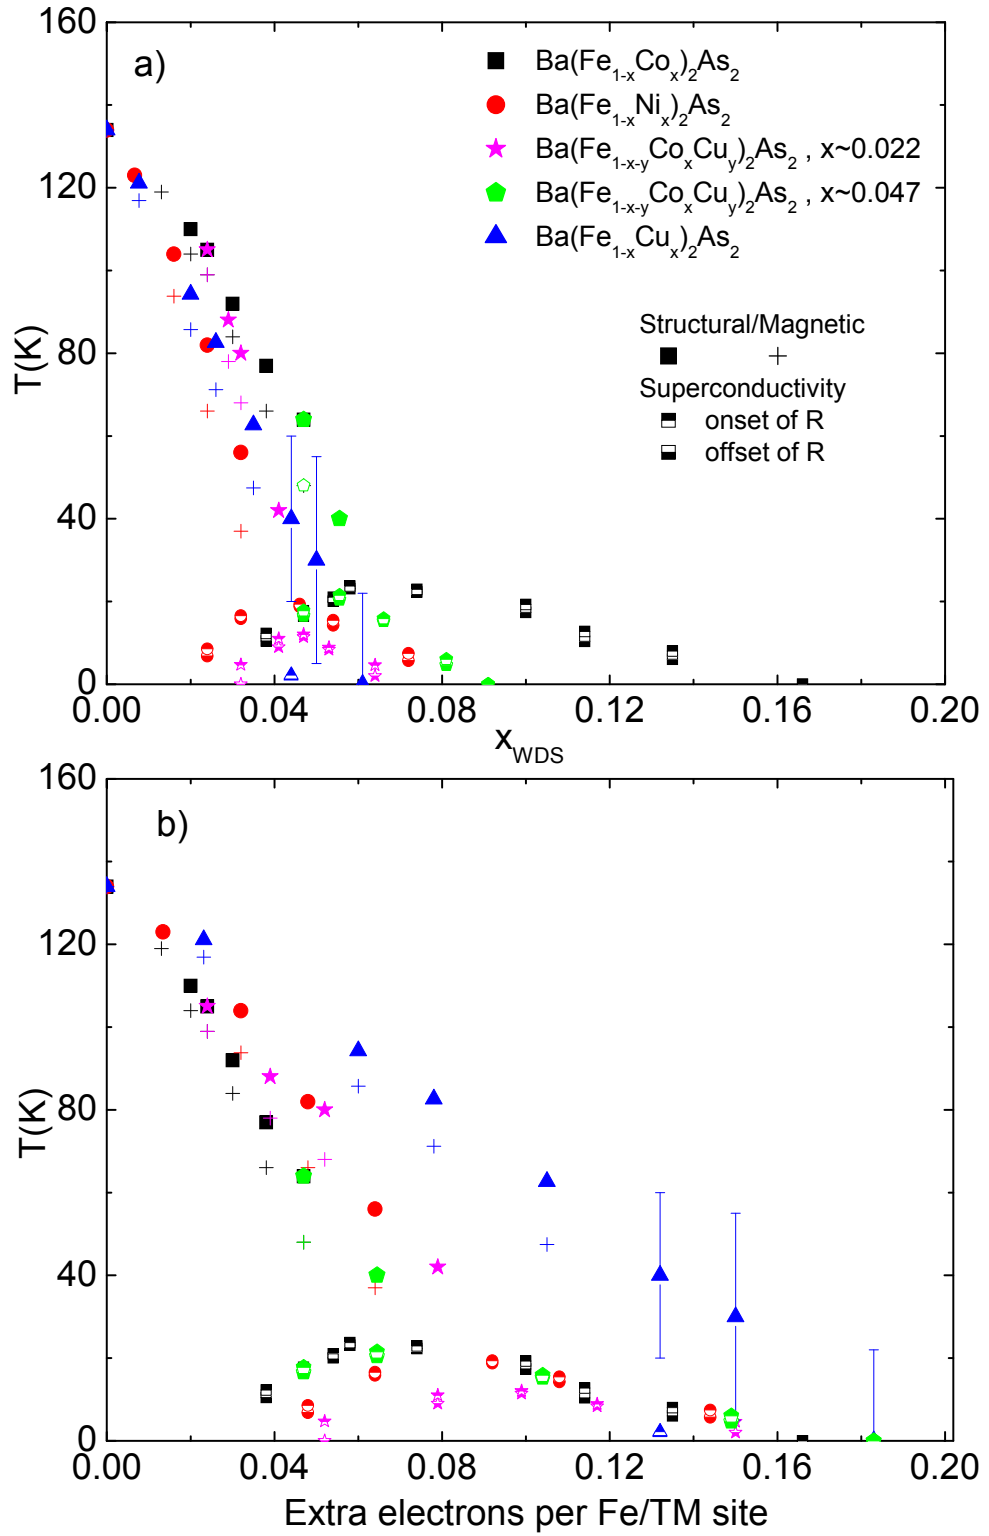 160
a)
Ba(Fe1-xCox)2As2
Ba(Fe1-xNix)2As2
Ba(Fe1-x-yCoxCuy)2As2 , x~0.022
Ba(Fe1-x-yCoxCuy)2As2 , x~0.047
Ba(Fe1-xCux)2As2
120
Structural/Magnetic
Superconductivity
onset of R
offset of R
80
T(K)
40
0
0.00 0.04 0.08 0.12 0.16 0.20
xWDS
160
b)
120
80
T(K)
40
0
0.00 0.04 0.08 0.12 0.16 0.20
Extra electrons per Fe/TM site